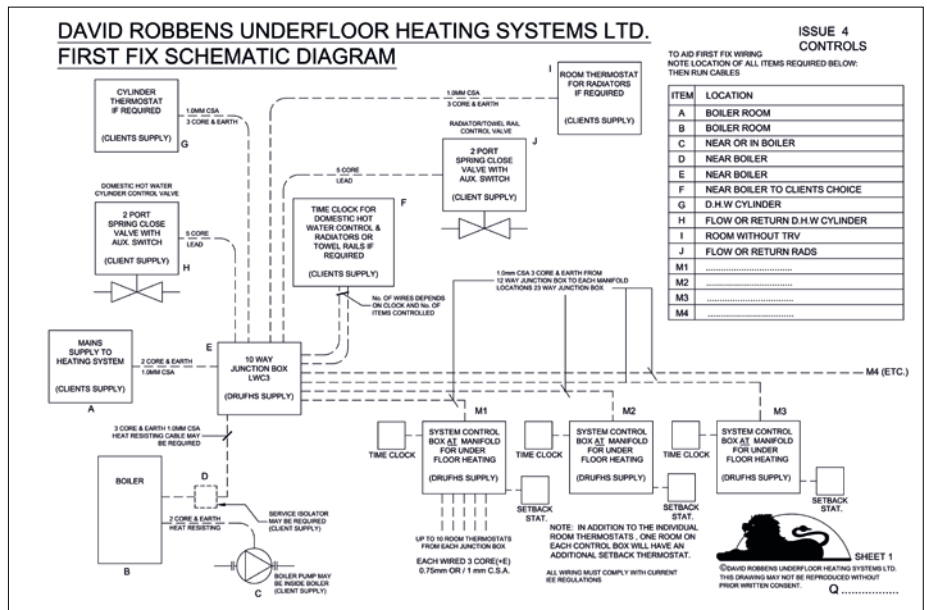 DAVID ROBBENS UNDERFLOOR HEATING SYSTEMS LTD.
FIRST FIX SCHEMATIC DIAGRAM
ISSUE 4
CONTROLS
TO AID FIRST FIX WIRING
NOTE LOCATION OF ALL ITEMS REQUIRED BELOW:
THEN RUN CABLES
ITEM LOCATION
A BOILER ROOM
B BOILER ROOM
C NEAR OR IN BOILER
D NEAR BOILER
E NEAR BOILER
F NEAR BOILER TO CLIENTS CHOICE
G D.H.W CYLINDER
H FLOW OR RETURN D.H.W CYLINDER
I ROOM WITHOUT TRV
J FLOW OR RETURN RADS
M1 ..................................
M2 ..................................
M3 ..................................
M4 ..................................
CYLINDER
THERMOSTAT
IF REQUIRED
(CLIENTS SUPPLY)
G
1.0MM CSA
3 CORE & EARTH
I
ROOM THERMOSTAT
FOR RADIATORS
IF REQUIRED
(CLIENTS SUPPLY)
1.0MM CSA
3 CORE & EARTH
RADIATOR/TOWEL RAIL
CONTROL VALVE
J
2 PORT
SPRING CLOSE
VALVE WITH
AUX. SWITCH
(CLIENT SUPPLY)
5 CORE
LEAD
DOMESTIC HOT WATER
CYLINDER CONTROL VALVE
2 PORT
SPRING CLOSE
VALVE WITH
AUX. SWITCH
(CLIENT SUPPLY)
H
5 CORE
LEAD
F
TIME CLOCK FOR
DOMESTIC HOT
WATER CONTROL &
RADIATORS OR
TOWEL RAILS IF
REQUIRED
(CLIENTS SUPPLY)
No. OF WIRES DEPENDS
ON CLOCK AND No. OF
ITEMS CONTROLLED
1.0mm CSA 3 CORE & EARTH FROM
12 WAY JUNCTION BOX TO EACH MANIFOLD
LOCATIONS 23 WAY JUNCTION BOX
MAINS
SUPPLY TO
HEATING SYSTEM
(CLIENTS SUPPLY)
A
2 CORE & EARTH
1.0MM CSA
E
10 WAY
JUNCTION BOX
LWC3
(DRUFHS SUPPLY)
M4 (ETC.)
3 CORE & EARTH 1.0MM CSA
HEAT RESISTING CABLE MAY
BE REQUIRED
BOILER
B
D
SERVICE ISOLATOR
MAY BE REQUIRED
(CLIENT SUPPLY)
2 CORE & EARTH
HEAT RESISTING
C
BOILER PUMP MAY
BE INSIDE BOILER
(CLIENT SUPPLY)
M1
SYSTEM CONTROL
BOX AT MANIFOLD
FOR UNDER
FLOOR HEATING
(DRUFHS SUPPLY)
TIME CLOCK
SETBACK
STAT.
M2
SYSTEM CONTROL
BOX AT MANIFOLD
FOR UNDER
FLOOR HEATING
(DRUFHS SUPPLY)
TIME CLOCK
SETBACK
STAT.
M3
SYSTEM CONTROL
BOX AT MANIFOLD
FOR UNDER
FLOOR HEATING
(DRUFHS SUPPLY)
TIME CLOCK
SETBACK
STAT.
UP TO 10 ROOM THERMOSTATS
FROM EACH JUNCTION BOX
EACH WIRED 3 CORE(+E)
0.75mm OR / 1 mm C.S.A.
NOTE: IN ADDITION TO THE INDIVIDUAL
ROOM THERMOSTATS , ONE ROOM ON
EACH CONTROL BOX WILL HAVE AN
ADDITIONAL SETBACK THERMOSTAT.
ALL WIRING MUST COMPLY WITH CURRENT
IEE REGULATIONS
SHEET 1
©DAVID ROBBENS UNDERFLOOR HEATING SYSTEMS LTD.
THIS DRAWING MAY NOT BE REPRODUCED WITHOUT
PRIOR WRITTEN CONSENT.
Q ..................